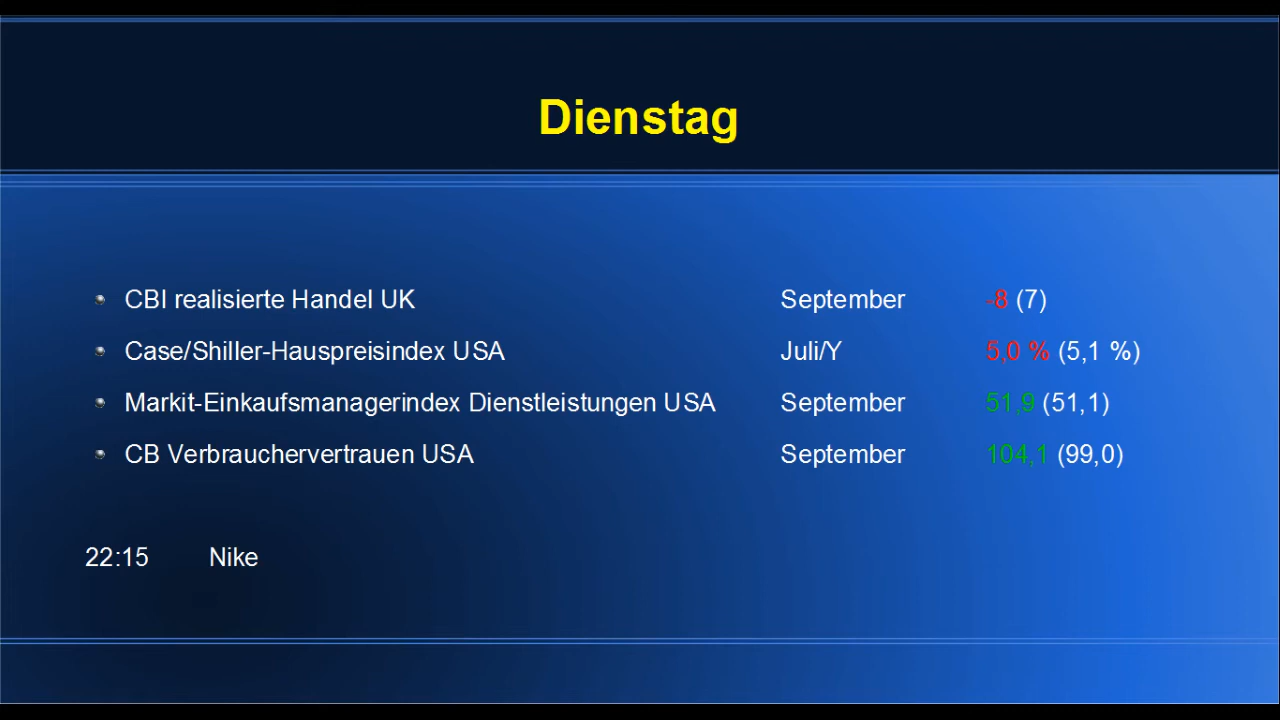 Dienstag
CBI realisierte Handel UK September -8 (7)
Case/Shiller-Hauspreisindex USA Juli/Y 5,0 % (5,1 %)
Markit-Einkaufsmanagerindex Dienstleistungen USA September 51,9 (51,1)
CB Verbrauchervertrauen USA September 104,1 (99,0)
22:15 Nike